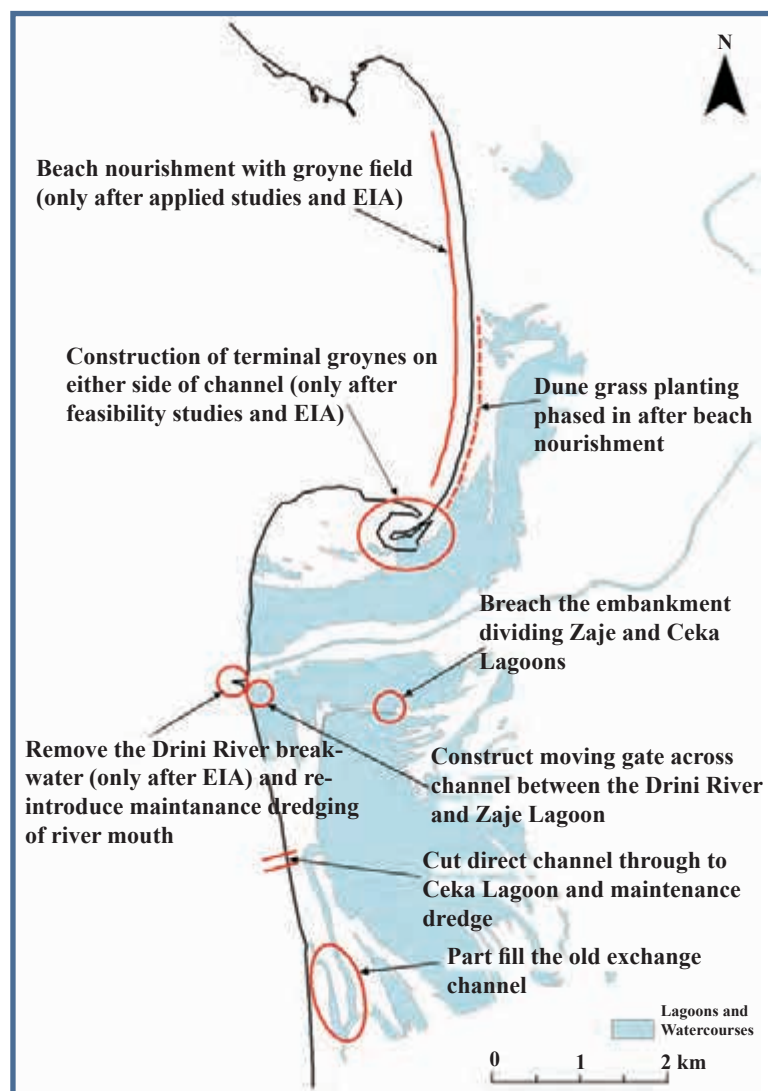 N
Beach nourishment with groyne field
(only after applied studies and EIA)
Construction of terminal groynes on
either side of channel (only after
feasibility studies and EIA)
Dune grass planting
phased in after beach
nourishment
Breach the embankment
dividing Zaje and Ceka
Lagoons
Remove the Drini River break-
water (only after EIA) and re-
introduce maintanance dredging
of river mouth
Construct moving gate across
channel between the Drini River
and Zaje Lagoon
Cut direct channel through to
Ceka Lagoon and maintenance
dredge
Part fill the old exchange
channel
Lagoons and
Watercourses
0 1 2 km